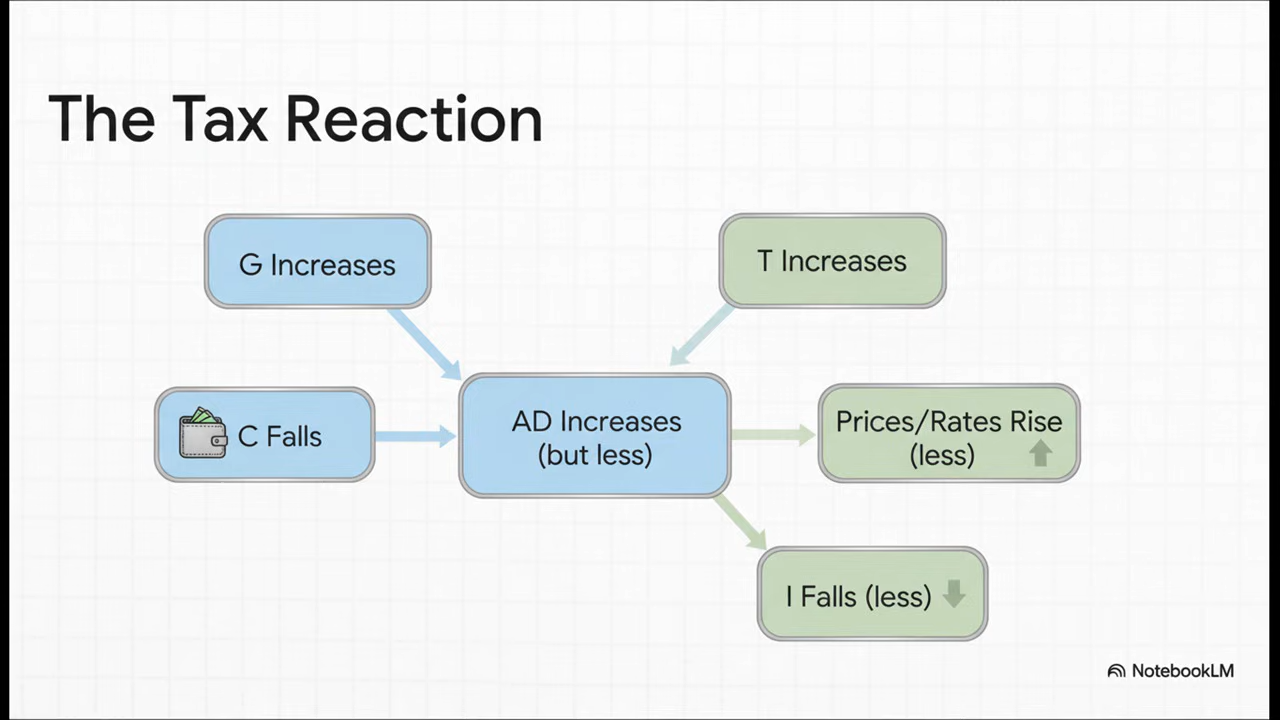 The Tax Reaction
G Increases
T Increases
C Falls
AD Increases
(but less)
Prices/Rates Rise
(less)
I Falls (less)
NotebookLM